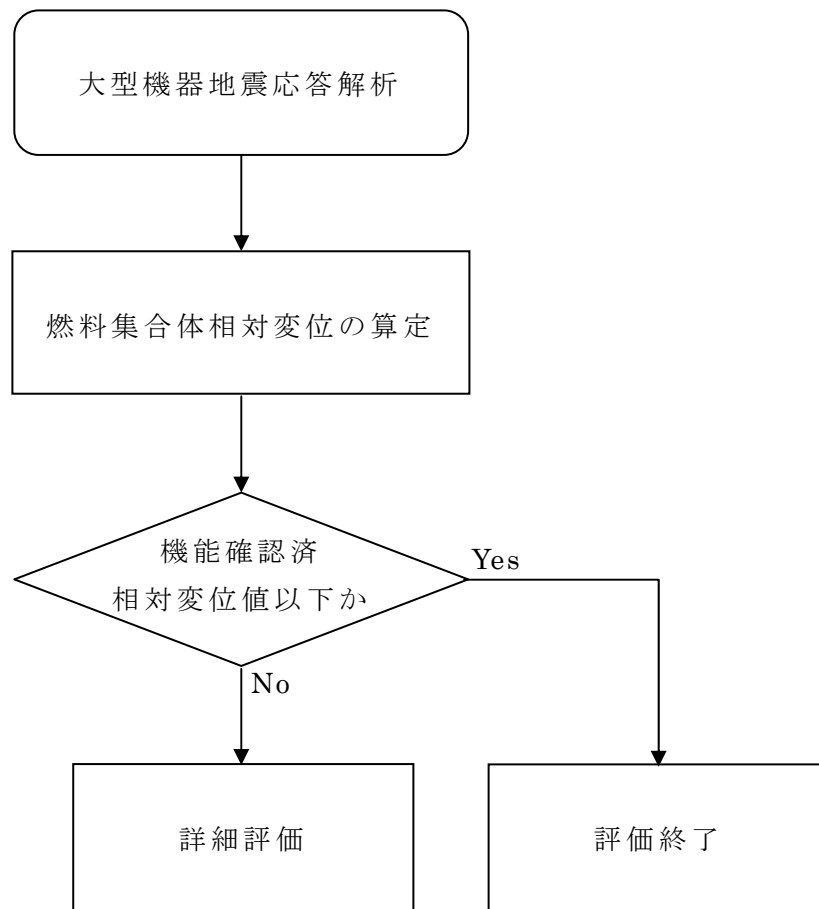 大型機器地震応答解析
燃料集合体相対変位の算定
機能確認済
相対変位値以下か
Yes
No
詳細評価
評価終了